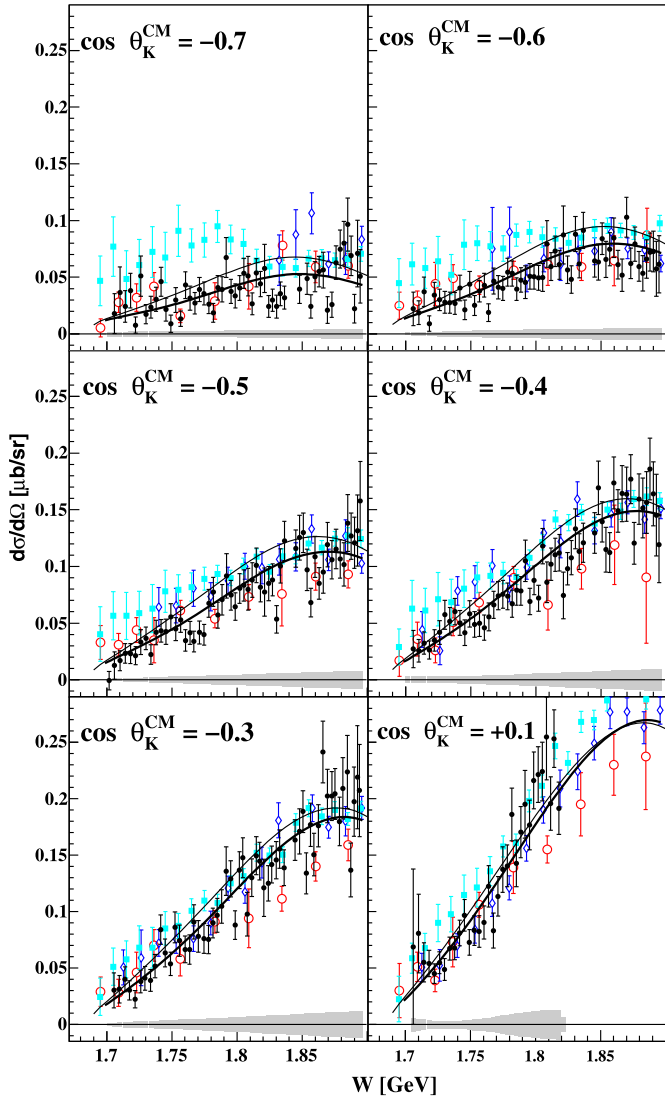 cos θ_K^CM = −0.7
cos θ_K^CM = −0.6
0.25
0.2
0.15
0.1
0.05
0
cos θ_K^CM = −0.5
cos θ_K^CM = −0.4
0.25
0.2
0.15
0.1
0.05
0
dσ/dΩ [μb/sr]
cos θ_K^CM = −0.3
cos θ_K^CM = +0.1
0.25
0.2
0.15
0.1
0.05
0
1.7 1.75 1.8 1.85 1.7 1.75 1.8 1.85
W [GeV]